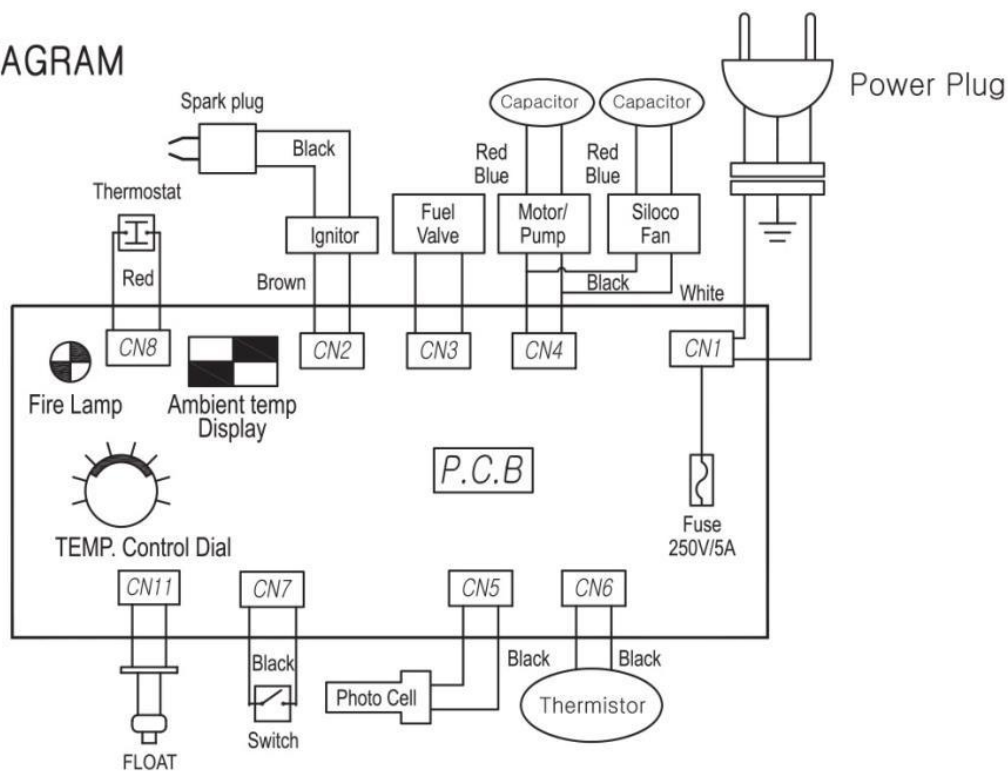 AGRAM
Power Plug
Spark plug
Capacitor
Capacitor
Black
Red
Blue
Red
Blue
Thermostat
Ignitor
Fuel
Valve
Motor/
Pump
Siloco
Fan
Red
Brown
Black
White
CN8
CN2
CN3
CN4
CN1
Fire Lamp
Ambient temp
Display
P.C.B
Fuse
250V/5A
TEMP. Control Dial
CN11
CN7
CN5
CN6
Black
Black
Black
Photo Cell
Thermistor
Switch
FLOAT